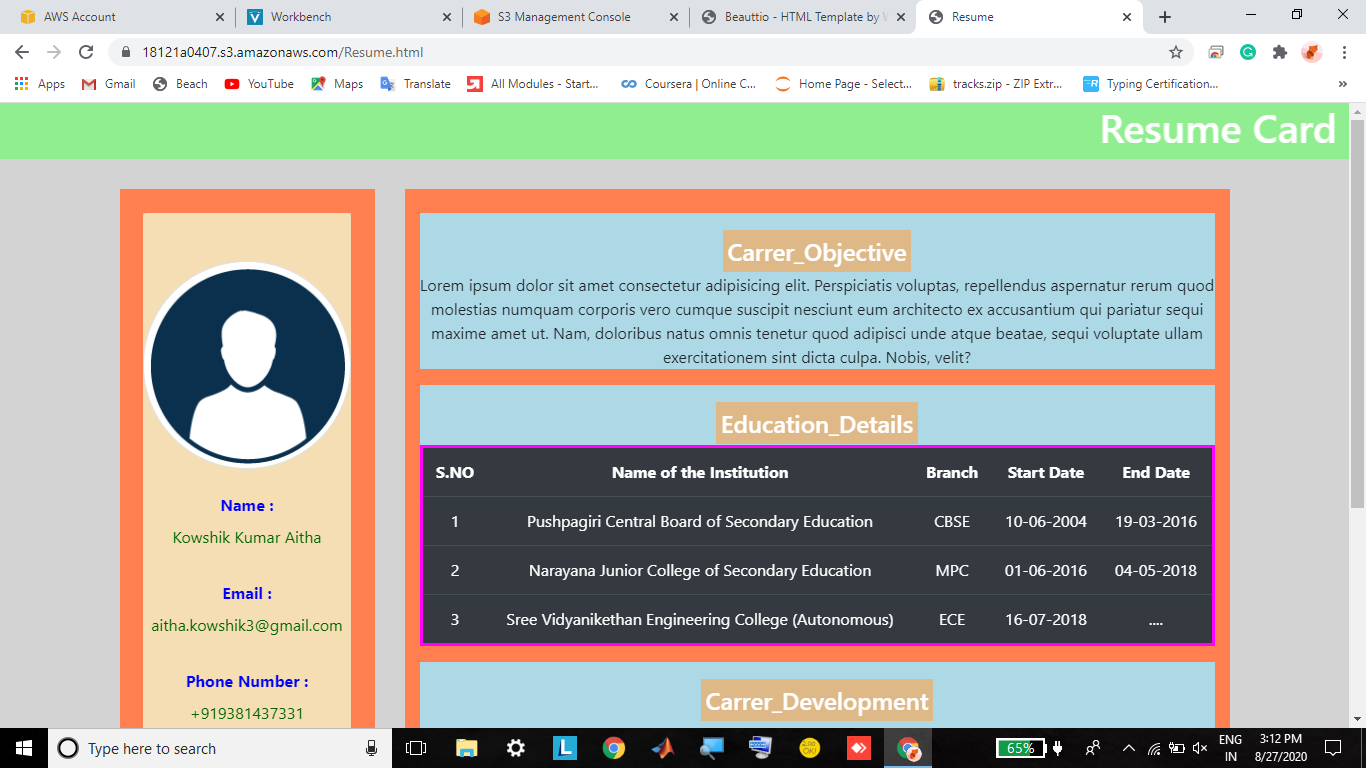 AWS Account
Workbench
S3 Management Console
Beauttio - HTML Template by
Resume
18121a0407.s3.amazonaws.com/Resume.html
Apps
Gmail
Beach
YouTube
Maps
Translate
All Modules - Start...
Coursera | Online C...
Home Page - Select...
tracks.zip - ZIP Extr...
Typing Certification...
»
Resume Card
Name :
Kowshik Kumar Aitha
Email :
aitha.kowshik3@gmail.com
Phone Number :
+919381437331
Carrer_Objective
Lorem ipsum dolor sit amet consectetur adipisicing elit. Perspiciatis voluptas, repellendus aspernatur rerum quod
molestias numquam corporis vero cumque suscipit nesciunt eum architecto ex accusantium qui pariatur sequi
maxime amet ut. Nam, doloribus natus omnis tenetur quod adipisci unde atque beatae, sequi voluptate ullam
exercitationem sint dicta culpa. Nobis, velit?
Education_Details
S.NO Name of the Institution Branch Start Date End Date
1 Pushpagiri Central Board of Secondary Education CBSE 10-06-2004 19-03-2016
2 Narayana Junior College of Secondary Education MPC 01-06-2016 04-05-2018
3 Sree Vidyanikethan Engineering College (Autonomous) ECE 16-07-2018 ....
Carrer_Development
Type here to search
65%
ENG
IN
3:12 PM
8/27/2020